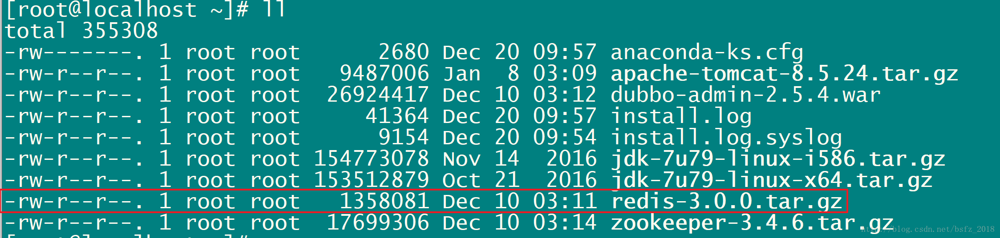 [root@localhost ~]# ll
total 355308
-rw-------. 1 root root      2680 Dec 20 09:57 anaconda-ks.cfg
-rw-r--r--. 1 root root   9487006 Jan  8 03:09 apache-tomcat-8.5.24.tar.gz
-rw-r--r--. 1 root root  26924417 Dec 10 03:12 dubbo-admin-2.5.4.war
-rw-r--r--. 1 root root     41364 Dec 20 09:57 install.log
-rw-r--r--. 1 root root      9154 Dec 20 09:54 install.log.syslog
-rw-r--r--. 1 root root 154773078 Nov 14  2016 jdk-7u79-linux-i586.tar.gz
-rw-r--r--. 1 root root 153512879 Oct 21  2016 jdk-7u79-linux-x64.tar.gz
-rw-r--r--. 1 root root   1358081 Dec 10 03:11 redis-3.0.0.tar.gz
-rw-r--r--. 1 root root  17699306 Dec 10 03:14 zookeeper-3.4.6.tar.gz
http://blog.csdn.net/bsfz_2018
[root@localhost ~]#